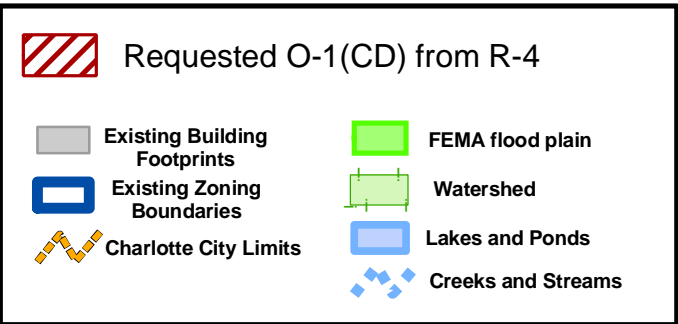 Requested O-1(CD) from R-4
Existing Building
Footprints
Existing Zoning
Boundaries
Charlotte City Limits
FEMA flood plain
Watershed
Lakes and Ponds
Creeks and Streams